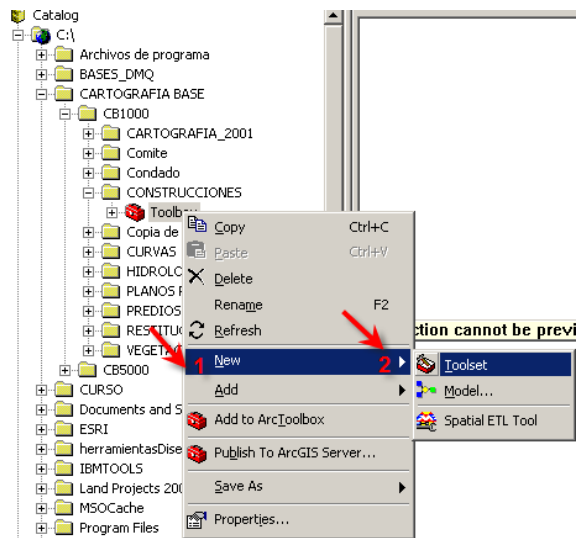 Catalog
C:\
Archivos de programa
BASES_DMQ
CARTOGRAFIA BASE
CB1000
CARTOGRAFIA_2001
Comite
Condado
CONSTRUCCIONES
Toolbox
Copia de
CURVAS
HIDROLO
PLANOS
PREDIOS
RESTITUC
VEGETAC
CB5000
CURSO
Documents and S
ESRI
herramientasDise
IBMTOOLS
Land Projects 200
MSOCache
Program Files
Copy Ctrl+C
Paste Ctrl+V
Delete
Rename F2
Refresh
1 New 2
Add
Add to ArcToolbox
Publish To ArcGIS Server...
Save As
Properties...
ction cannot be previ
Toolset
Model...
Spatial ETL Tool